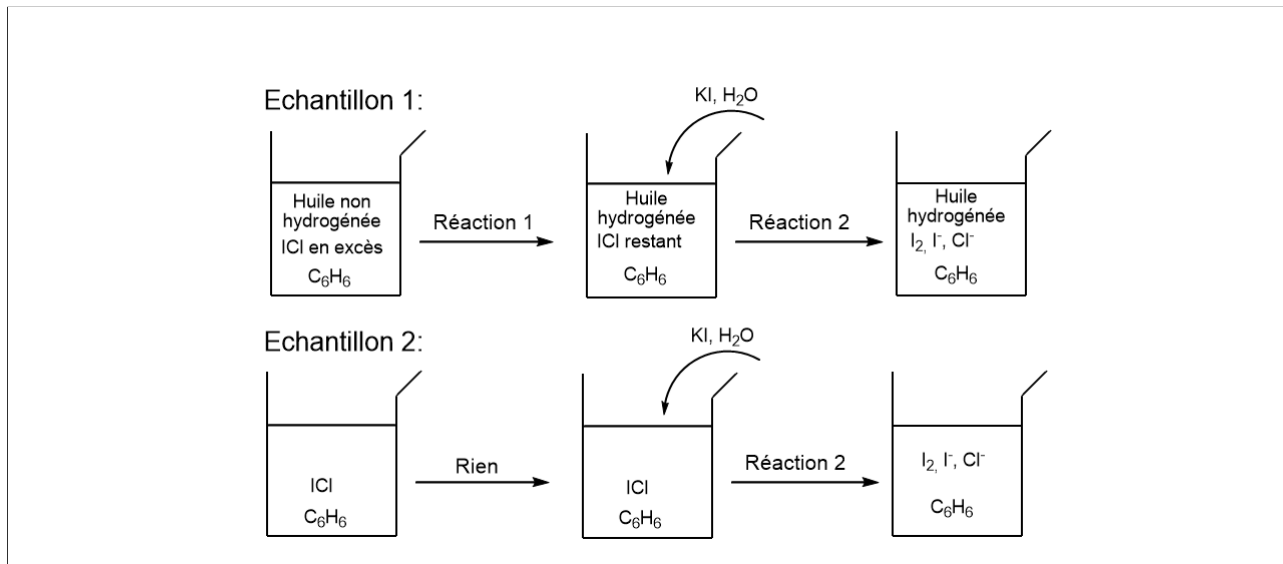 Echantillon 1:
KI, H₂O
Huile non
hydrogénée
ICl en excès
C₆H₆
Réaction 1
Huile
hydrogénée
ICl restant
C₆H₆
Réaction 2
Huile
hydrogénée
I₂, I⁻, Cl⁻
C₆H₆
Echantillon 2:
KI, H₂O
ICl
C₆H₆
Rien
ICl
C₆H₆
Réaction 2
I₂, I⁻, Cl⁻
C₆H₆